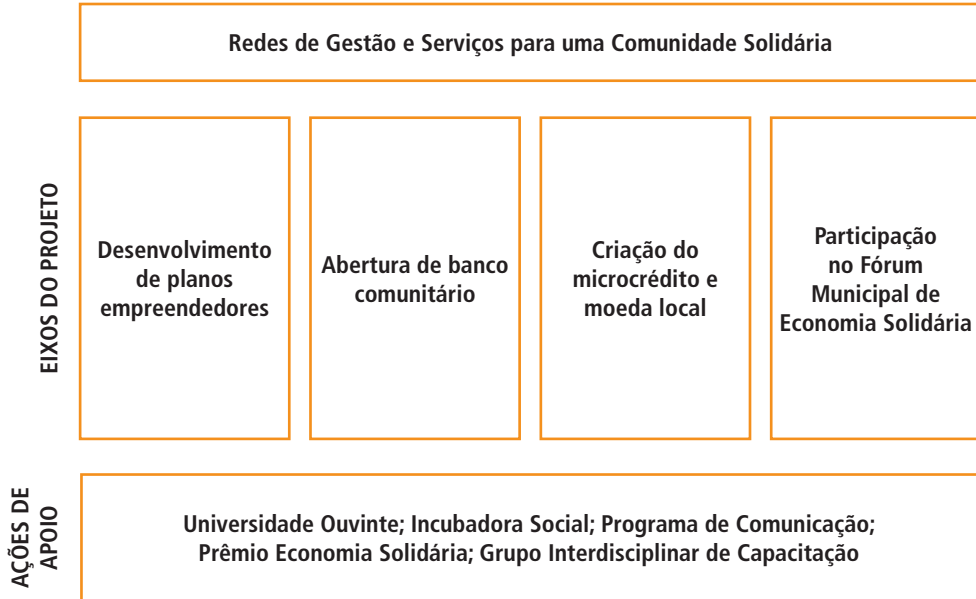 Redes de Gestão e Serviços para uma Comunidade Solidária
EIXOS DO PROJETO
Desenvolvimento
de planos
empreendedores
Abertura de banco
comunitário
Criação do
microcrédito e
moeda local
Participação
no Fórum
Municipal de
Economia Solidária
AÇÕES DE
APOIO
Universidade Ouvinte; Incubadora Social; Programa de Comunicação;
Prêmio Economia Solidária; Grupo Interdisciplinar de Capacitação